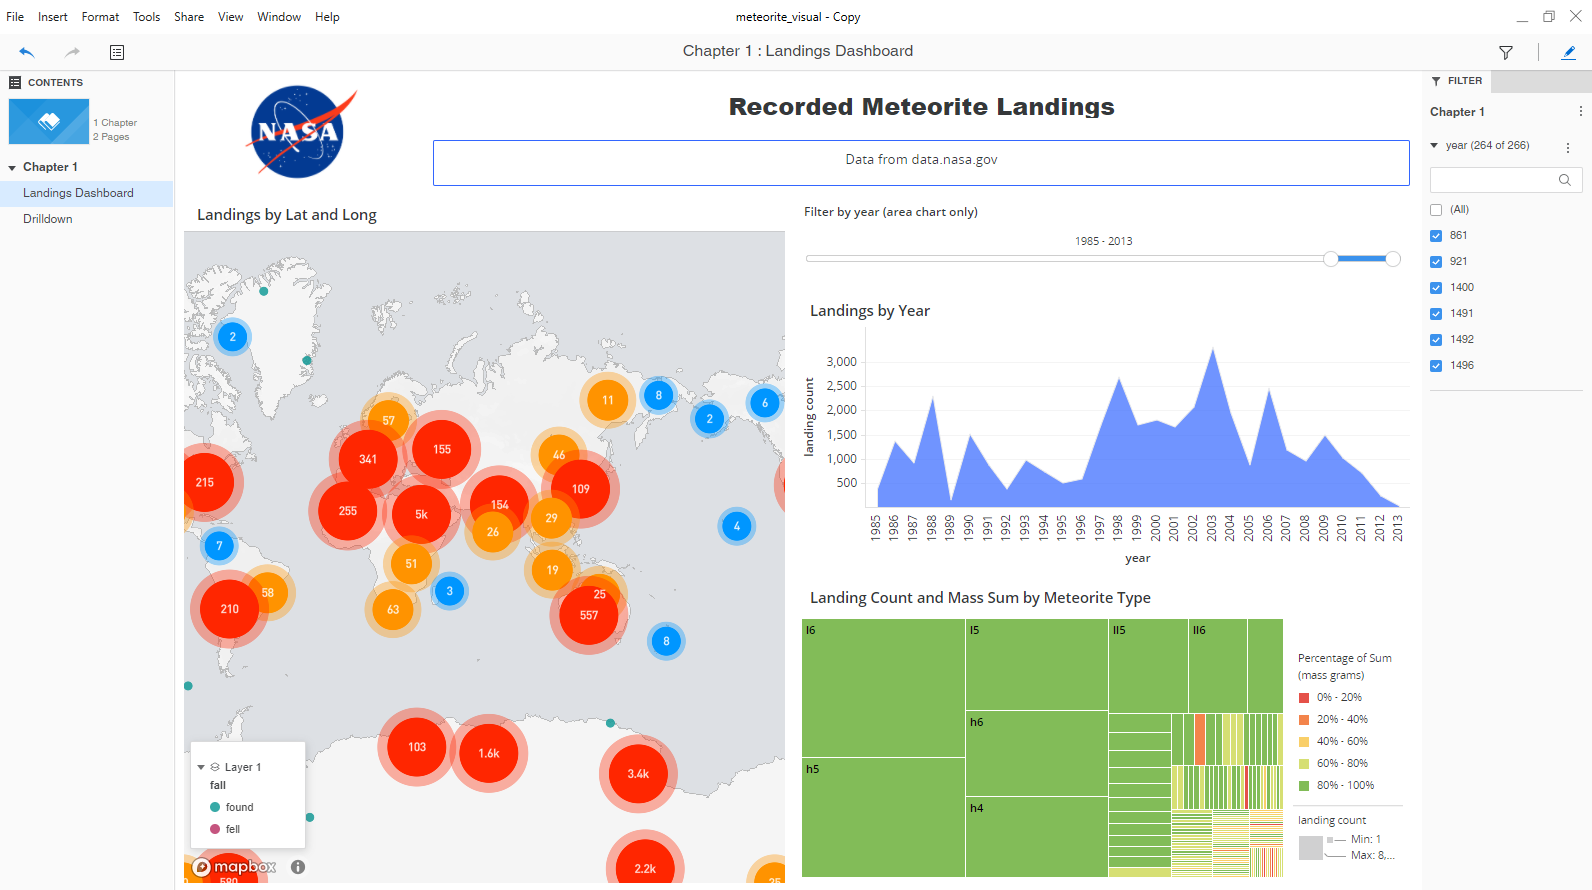 File Insert Format Tools Share View Window Help
meteorite_visual - Copy
Chapter 1 : Landings Dashboard
CONTENTS
1 Chapter
2 Pages
Chapter 1
Landings Dashboard
Drilldown
NASA
Recorded Meteorite Landings
Data from data.nasa.gov
Landings by Lat and Long
2
11
8
2
6
57
155
341
46
109
215
255
5k
154
26
29
4
7
51
3
19
58
210
63
25
557
8
103
1.6k
3.4k
2.2k
Layer 1
fall
found
fell
mapbox
i
Filter by year (area chart only)
1985 - 2013
Landings by Year
landing count
3,000
2,500
2,000
1,500
1,000
500
1985 1986 1987 1988 1989 1990 1991 1992 1993 1994 1995 1996 1997 1998 1999 2000 2001 2002 2003 2004 2005 2006 2007 2008 2009 2010 2011 2012 2013
year
Landing Count and Mass Sum by Meteorite Type
l6
l5
ll5
ll6
h6
h5
h4
Percentage of Sum
(mass grams)
0% - 20%
20% - 40%
40% - 60%
60% - 80%
80% - 100%
landing count
Min: 1
Max: 8,...
FILTER
Chapter 1
year (264 of 266)
(All)
861
921
1400
1491
1492
1496